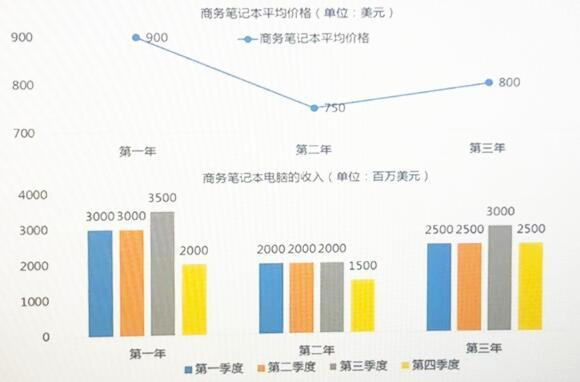 商务笔记本平均价格（单位：美元）
900
900
商务笔记本平均价格
800
800
750
700
第一年
第二年
第三年
商务笔记本电脑的收入（单位：百万美元）
4000
3000
2000
1000
0
3000 3000 3500 2000
2000 2000 2000 1500
2500 2500 3000 2500
第一年
第二年
第三年
第一季度 第二季度 第三季度 第四季度